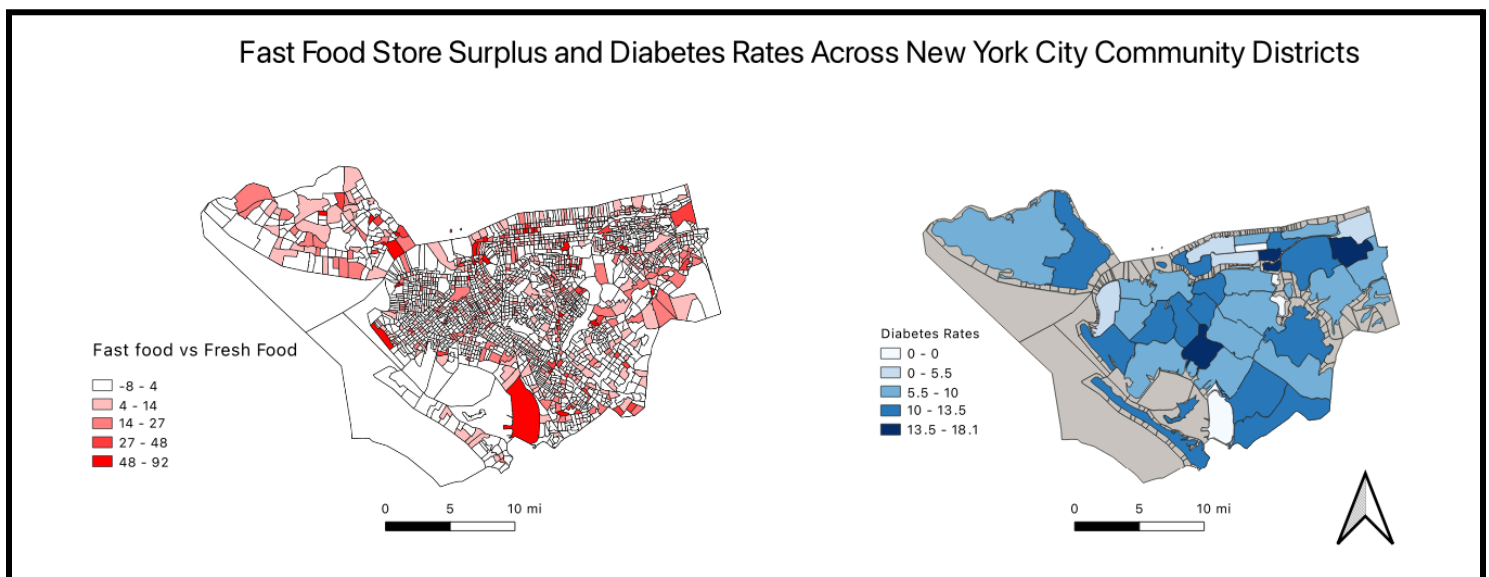 Fast Food Store Surplus and Diabetes Rates Across New York City Community Districts
Fast food vs Fresh Food
-8 - 4
4 - 14
14 - 27
27 - 48
48 - 92
0 5 10 mi
Diabetes Rates
0 - 0
0 - 5.5
5.5 - 10
10 - 13.5
13.5 - 18.1
0 5 10 mi